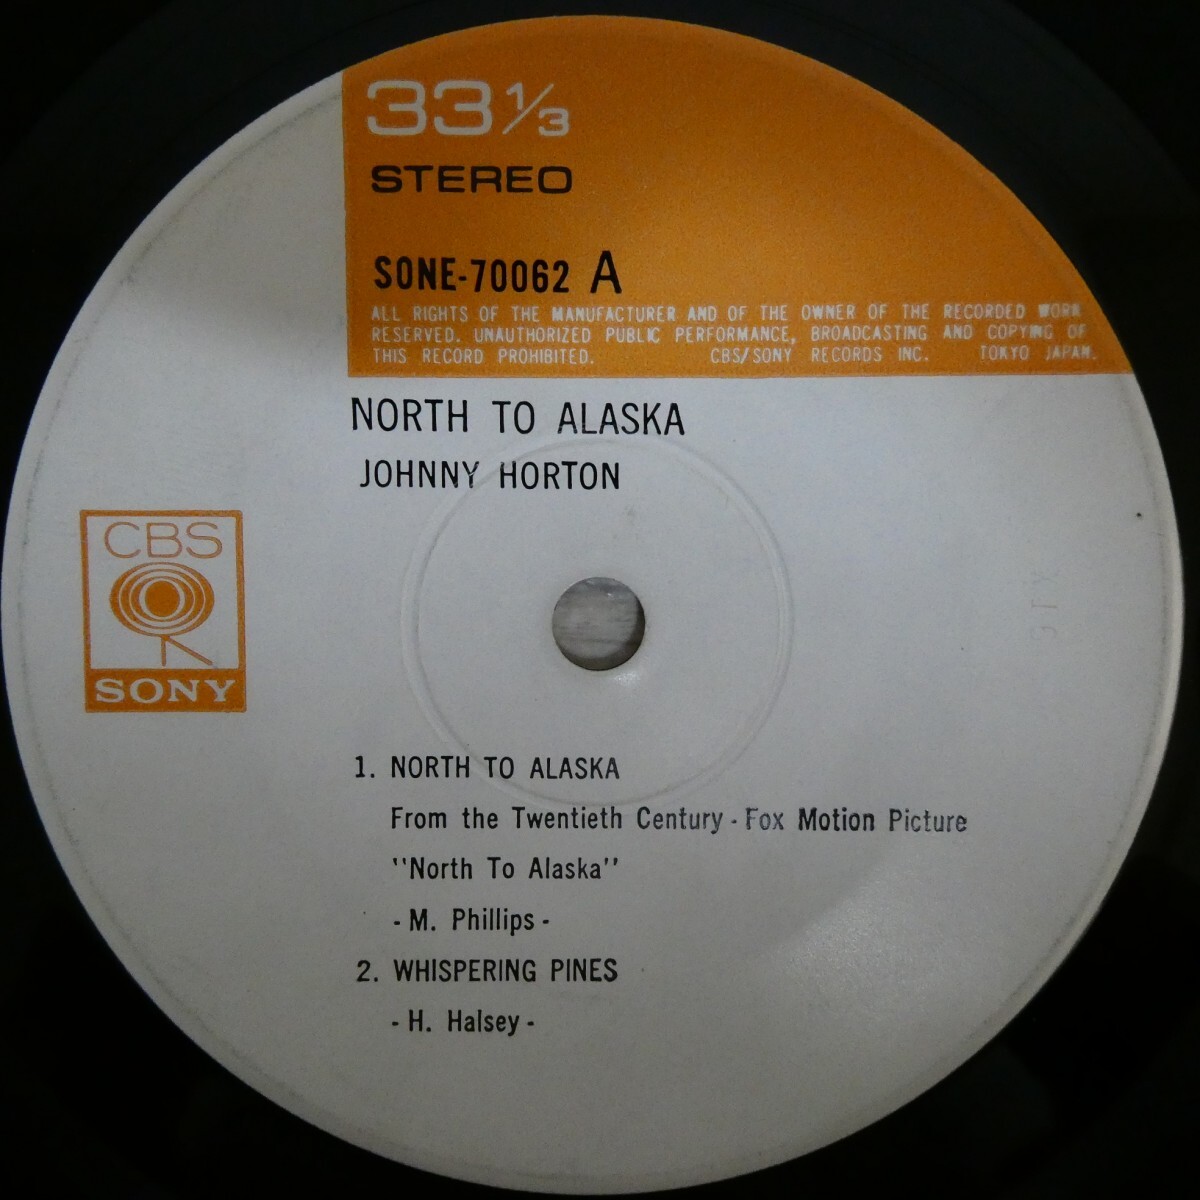 33 1/3
STEREO
SONE-70062 A
ALL RIGHTS OF THE MANUFACTURER AND OF THE OWNER OF THE RECORDED WORK
RESERVED. UNAUTHORIZED PUBLIC PERFORMANCE, BROADCASTING AND COPYING OF
THIS RECORD PROHIBITED. CBS/SONY RECORDS INC. TOKYO JAPAN.
NORTH TO ALASKA
JOHNNY HORTON
CBS
SONY
1. NORTH TO ALASKA
From the Twentieth Century - Fox Motion Picture
"North To Alaska"
- M. Phillips -
2. WHISPERING PINES
- H. Halsey -